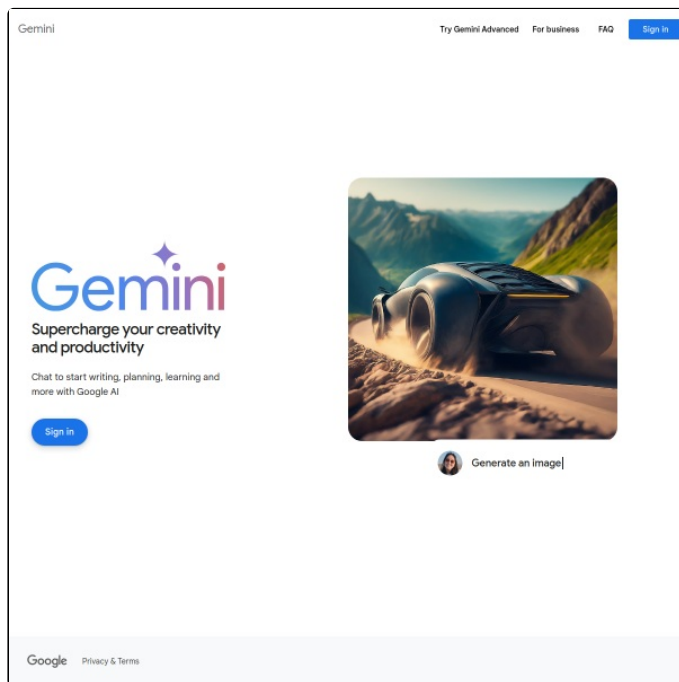 Gemini
Try Gemini Advanced For business FAQ Sign in
Gemini
Supercharge your creativity
and productivity
Chat to start writing, planning, learning and
more with Google AI
Sign in
Generate an image
Google Privacy & Terms